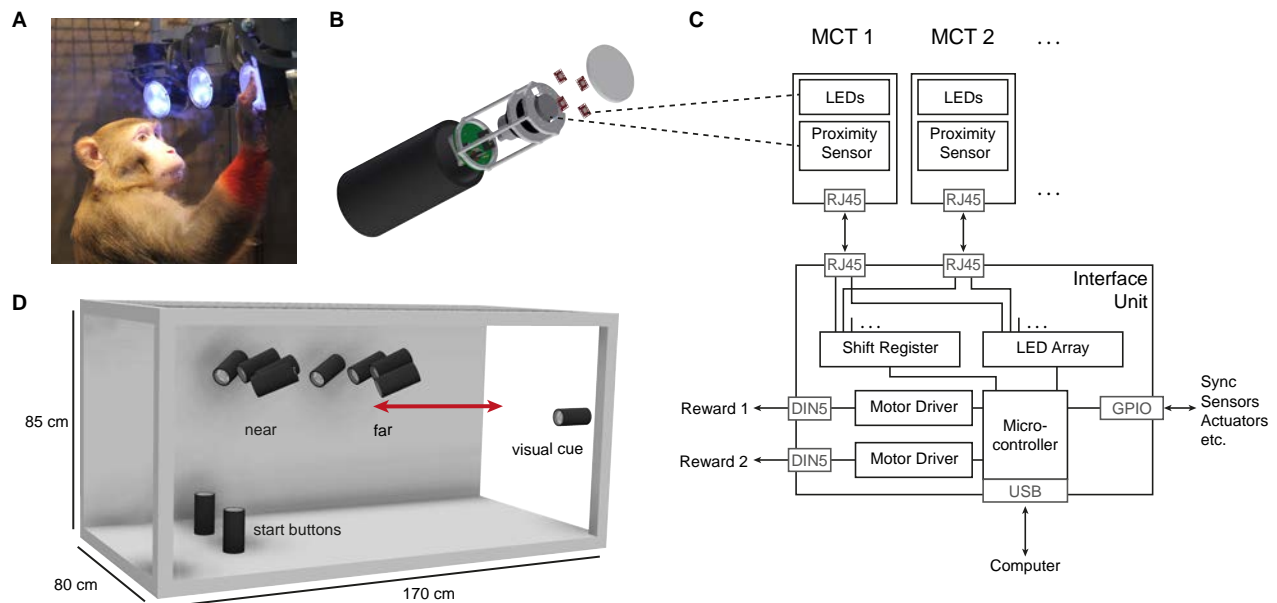 A
B
C
MCT 1
MCT 2
...
LEDs
LEDs
Proximity
Sensor
Proximity
Sensor
...
RJ45
RJ45
RJ45
RJ45
Interface
Unit
...
...
Shift Register
LED Array
Reward 1
DIN5
Motor Driver
Micro-
controller
GPIO
Sync
Sensors
Actuators
etc.
Reward 2
DIN5
Motor Driver
USB
Computer
D
85 cm
near
far
visual cue
start buttons
80 cm
170 cm